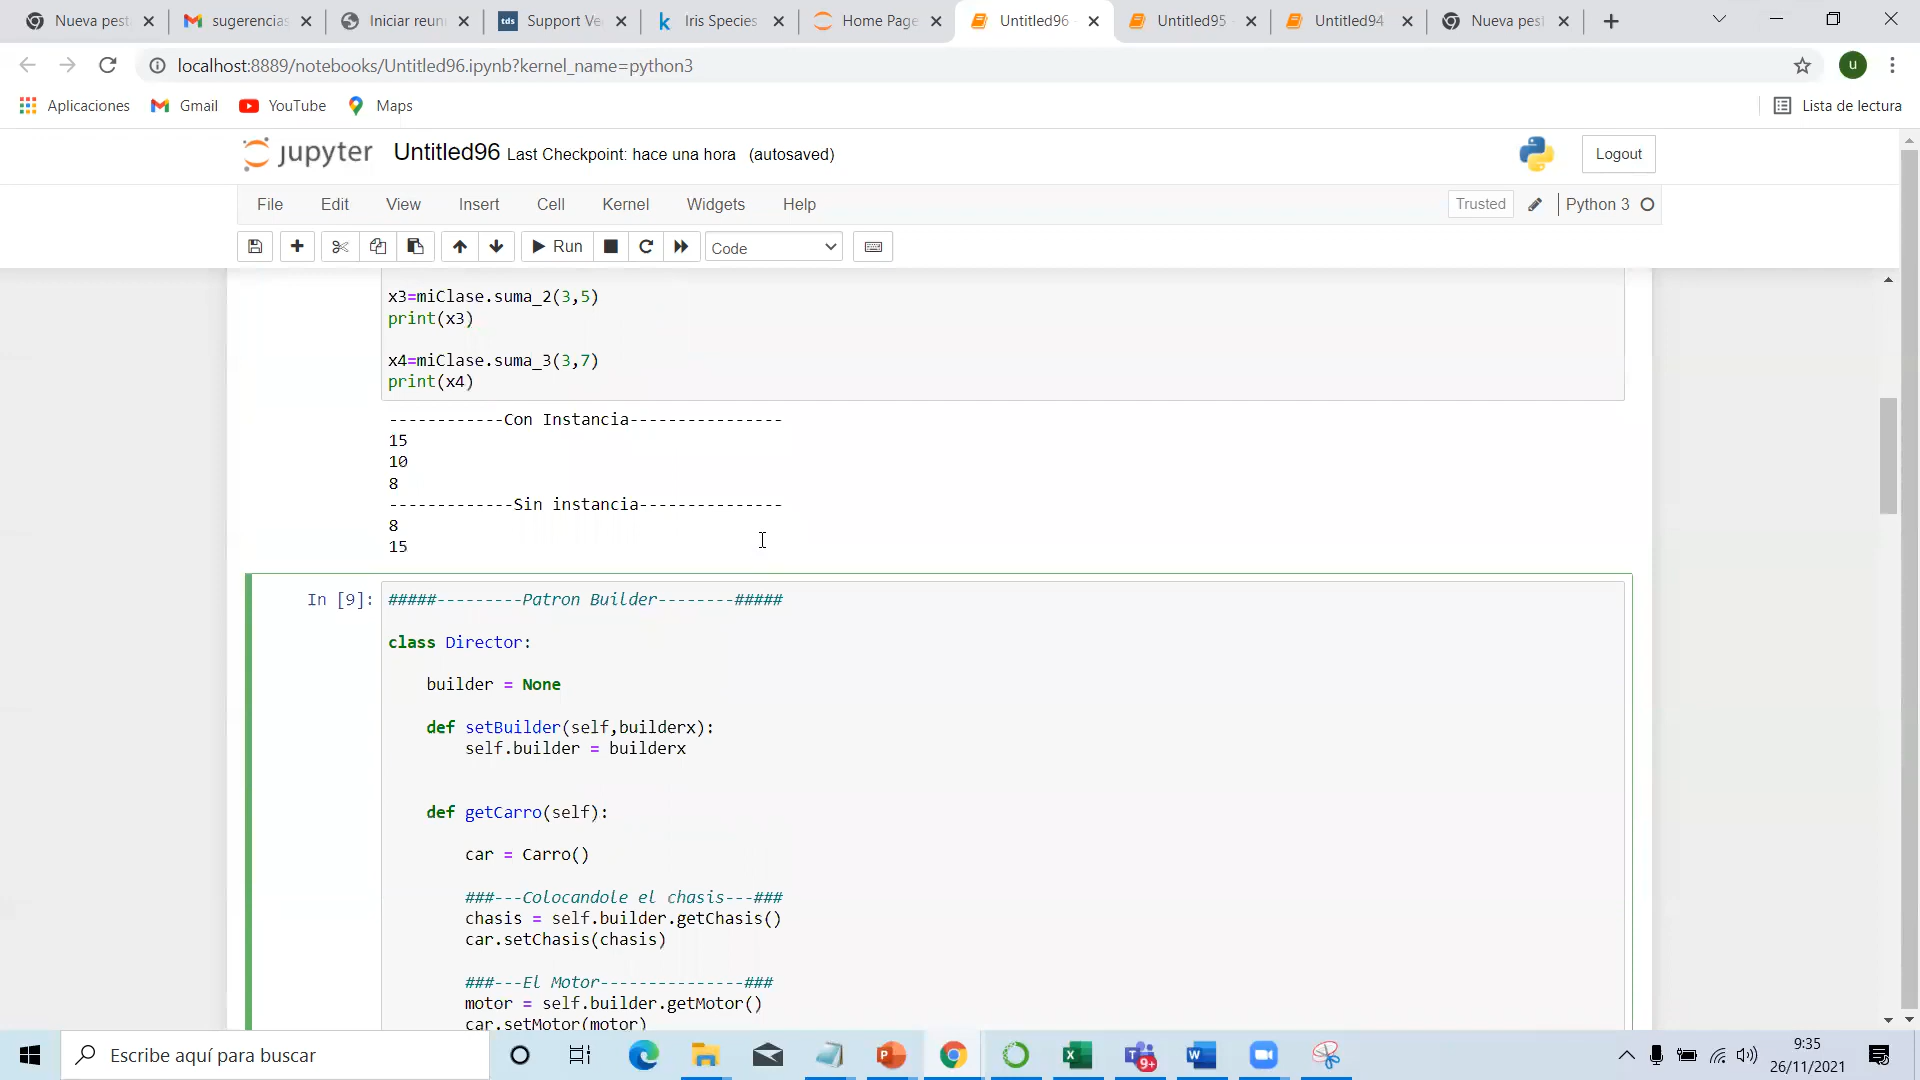 Nueva pest
sugerencias
Iniciar reun
tds Support Ve
k Iris Species
Home Page
Untitled96
Untitled95
Untitled94
Nueva pest
localhost:8889/notebooks/Untitled96.ipynb?kernel_name=python3
u
Aplicaciones Gmail YouTube Maps Lista de lectura
jupyter Untitled96 Last Checkpoint: hace una hora (autosaved) Logout
File Edit View Insert Cell Kernel Widgets Help Trusted Python 3
Run Code
x3=miClase.suma_2(3,5)
print(x3)
x4=miClase.suma_3(3,7)
print(x4)
------------Con Instancia----------------
15
10
8
-------------Sin instancia---------------
8
15
In [9]: #####---------Patron Builder--------#####
class Director:
builder = None
def setBuilder(self,builderx):
self.builder = builderx
def getCarro(self):
car = Carro()
###---Colocandole el chasis---###
chasis = self.builder.getChasis()
car.setChasis(chasis)
###---El Motor---------------###
motor = self.builder.getMotor()
car.setMotor(motor)
Escribe aquí para buscar
9+
9:35
26/11/2021